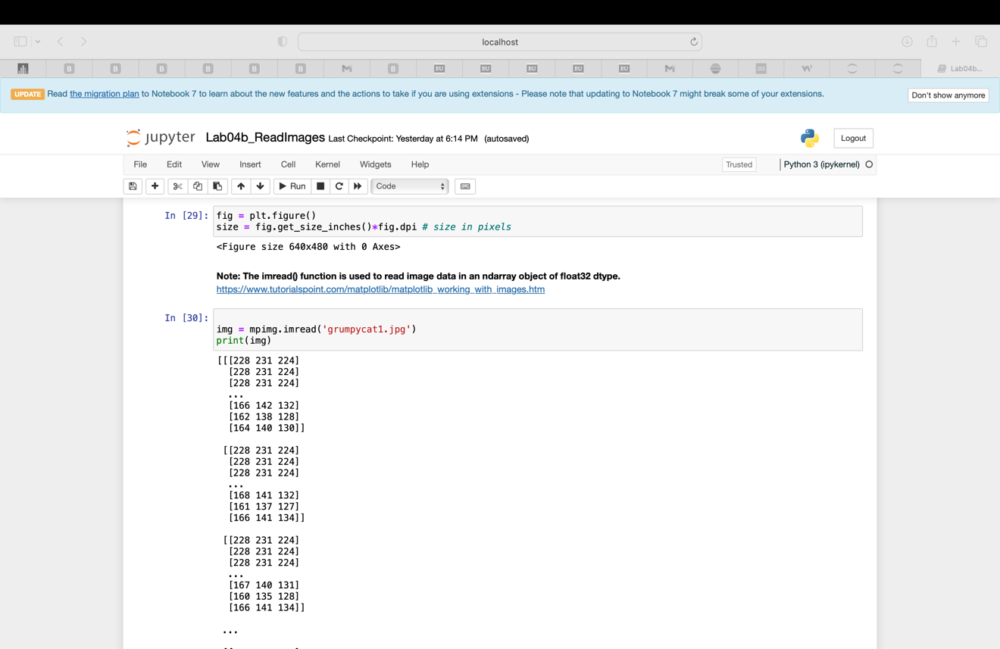 localhost
B B B B B B B BU BU BU BU BU Lab04b...
UPDATE Read the migration plan to Notebook 7 to learn about the new features and the actions to take if you are using extensions - Please note that updating to Notebook 7 might break some of your extensions. Don't show anymore
jupyter Lab04b_ReadImages Last Checkpoint: Yesterday at 6:14 PM (autosaved) Logout
File Edit View Insert Cell Kernel Widgets Help Trusted Python 3 (ipykernel)
Run Code
In [29]: fig = plt.figure()
size = fig.get_size_inches()*fig.dpi # size in pixels
<Figure size 640x480 with 0 Axes>
Note: The imread() function is used to read image data in an ndarray object of float32 dtype.
https://www.tutorialspoint.com/matplotlib/matplotlib_working_with_images.htm
In [30]:
img = mpimg.imread('grumpycat1.jpg')
print(img)
[[[228 231 224]
[228 231 224]
[228 231 224]
...
[166 142 132]
[162 138 128]
[164 140 130]]
[[228 231 224]
[228 231 224]
[228 231 224]
...
[168 141 132]
[161 137 127]
[166 141 134]]
[[228 231 224]
[228 231 224]
[228 231 224]
...
[167 140 131]
[160 135 128]
[166 141 134]]
...